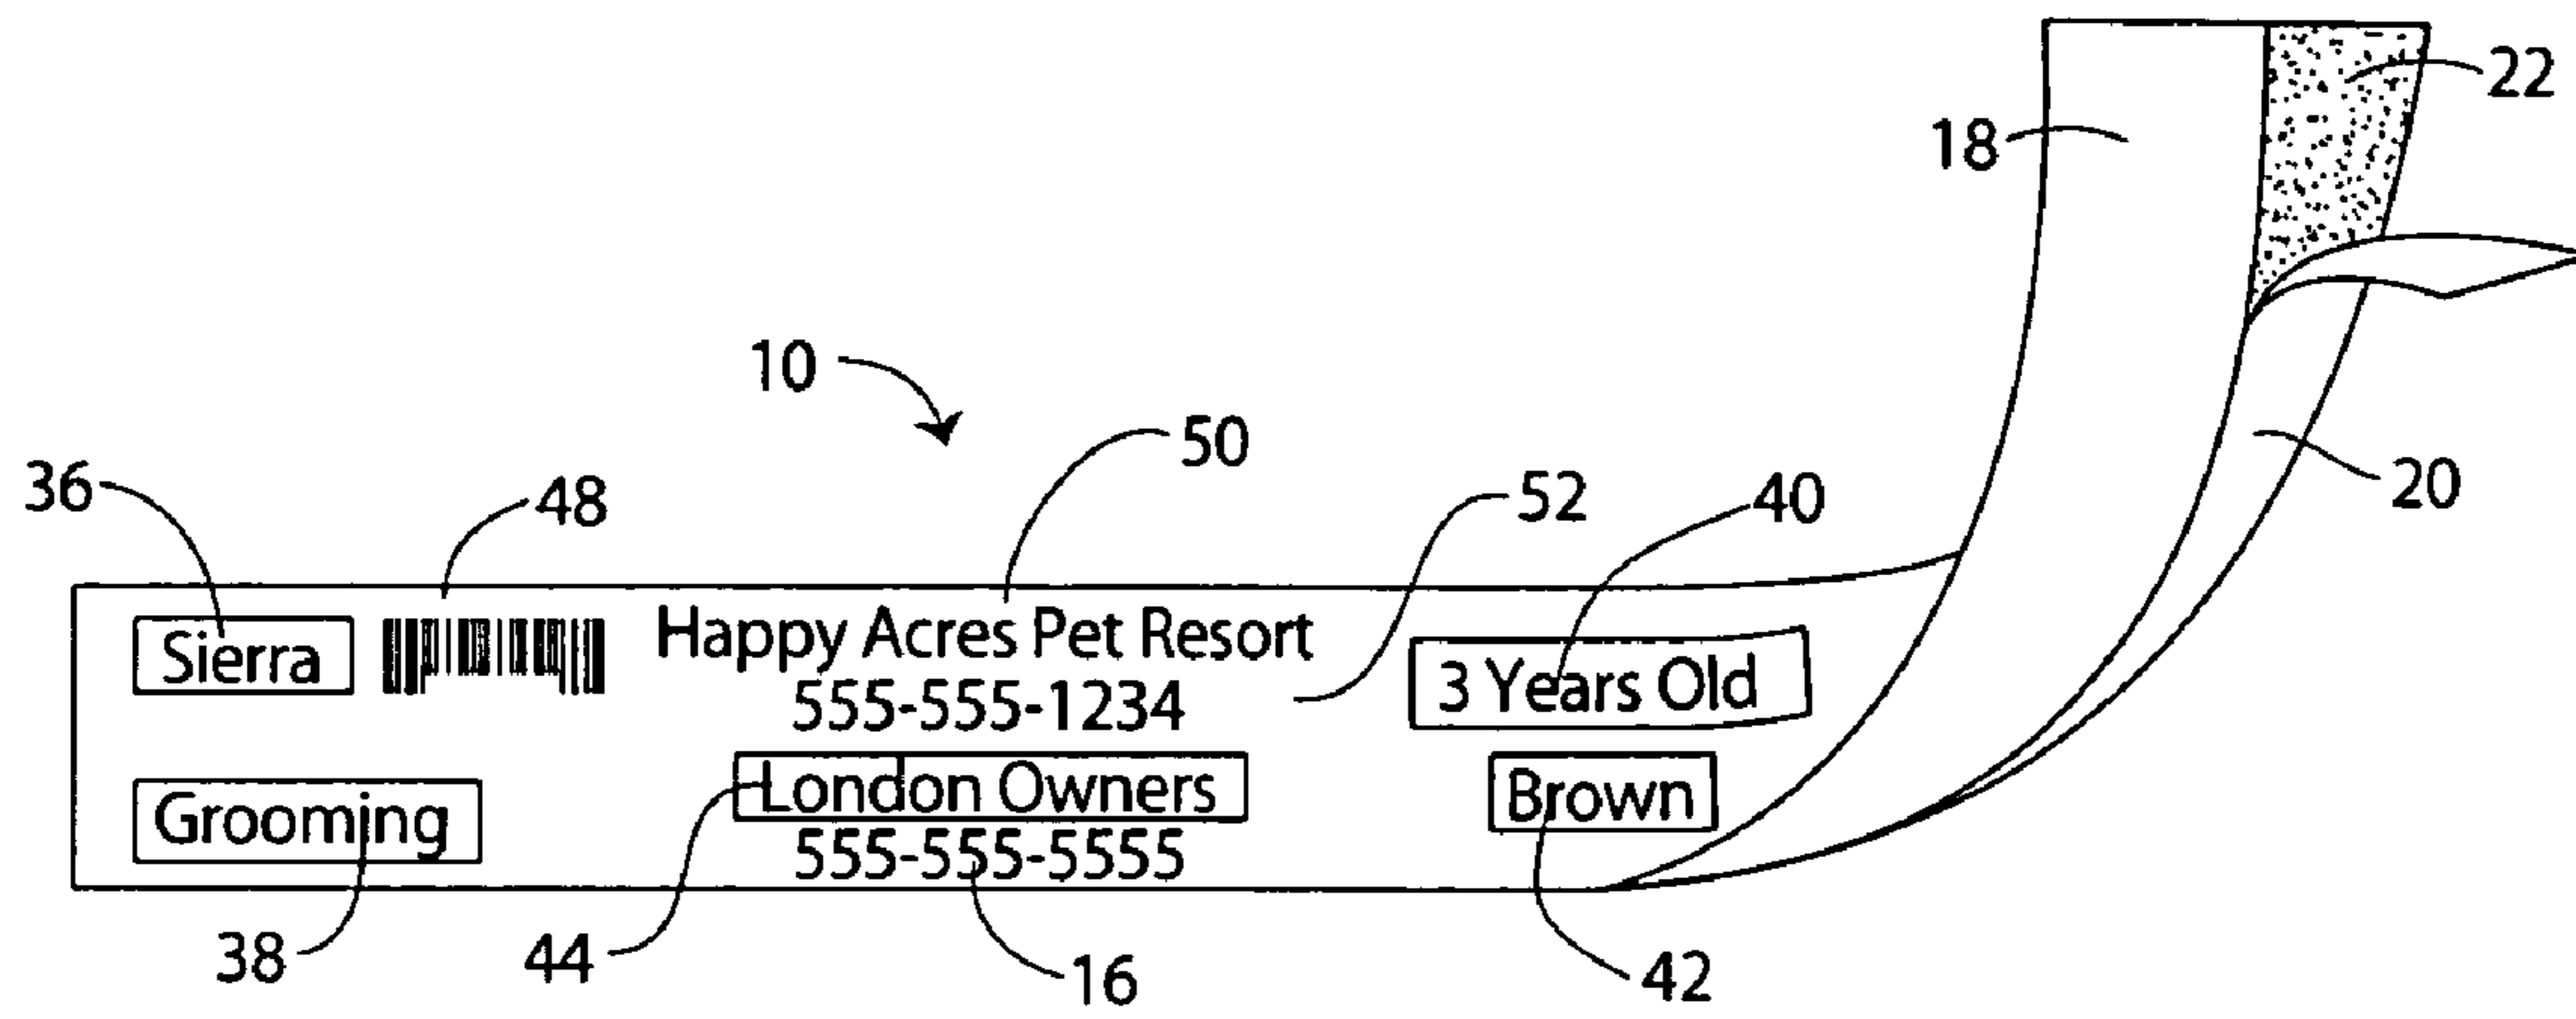 22
18
10
50
20
36
48
52
40
Sierra
Happy Acres Pet Resort
555-555-1234
3 Years Old
Grooming
London Owners
555-555-5555
Brown
38
44
16
42